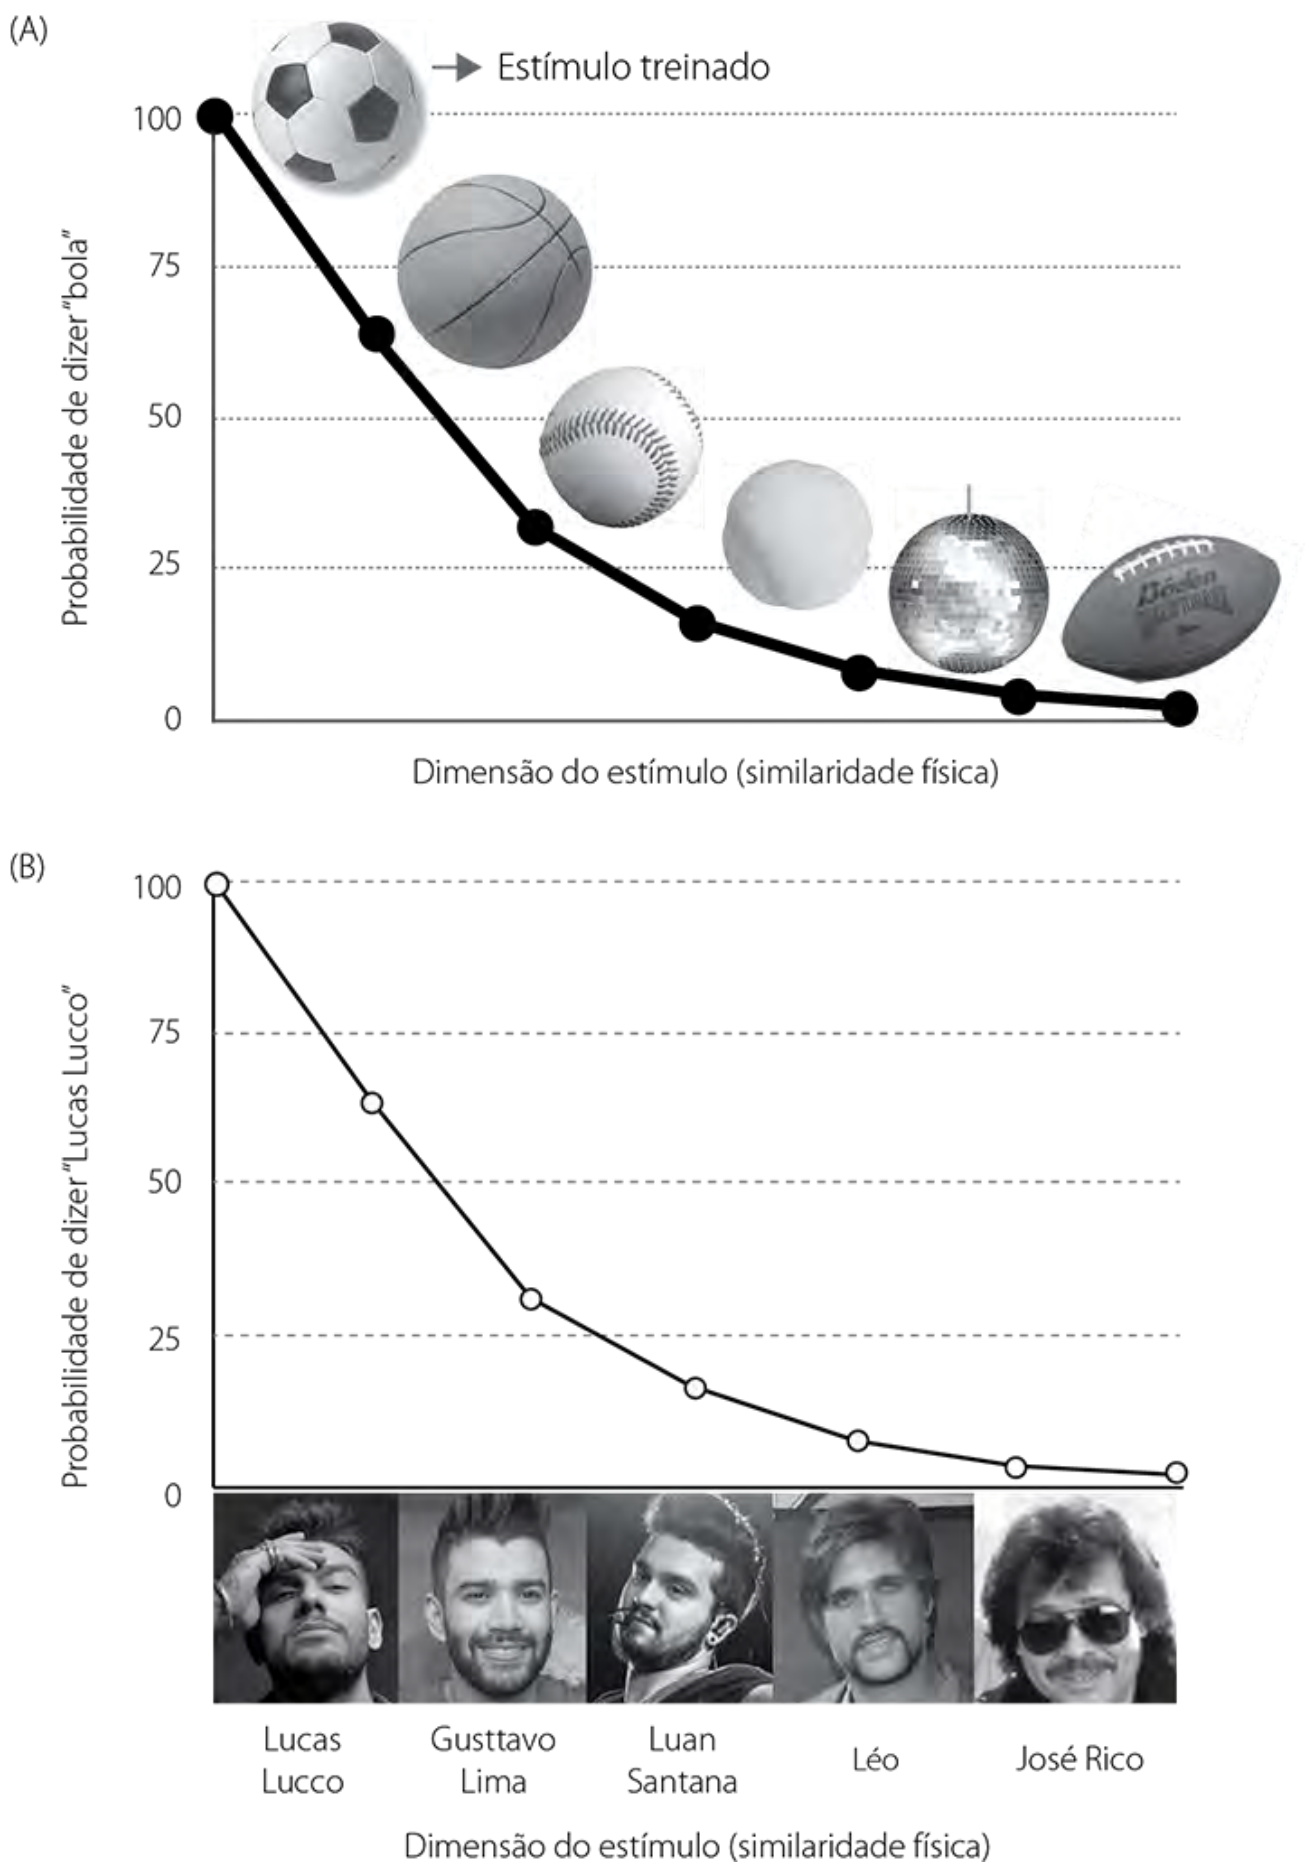 (A)
Estímulo treinado
100
75
50
25
0
Probabilidade de dizer “bola”
Bóden
Dimensão do estímulo (similaridade física)
(B)
100
75
50
25
0
Probabilidade de dizer “Lucas Lucco”
Lucas
Lucco
Gusttavo
Lima
Luan
Santana
Léo
José Rico
Dimensão do estímulo (similaridade física)